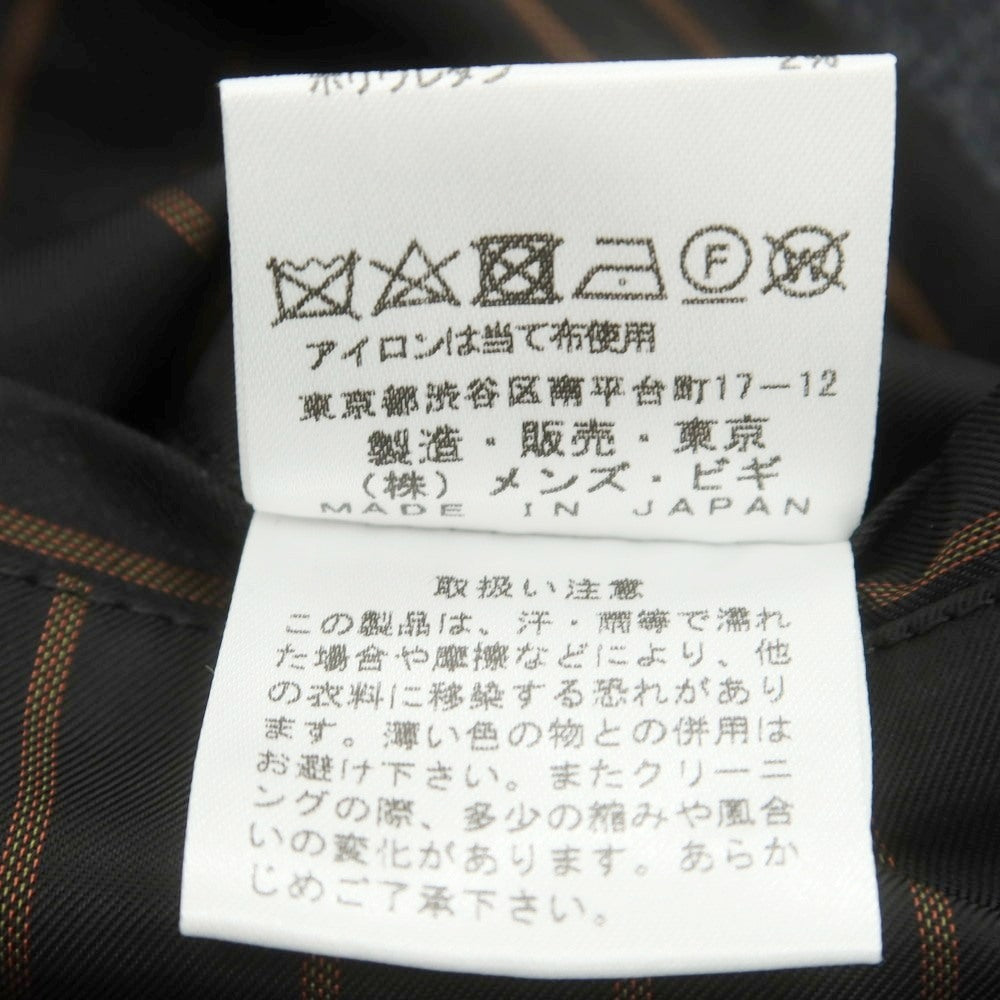 ポリウレタン 2%
F W
アイロンは当て布使用
東京都渋谷区南平台町17-12
製造・販売・東京
(株) メンズ・ビギ
MADE IN JAPAN
取扱い注意
この製品は、汗・雨等で濡れ
た場合や摩擦などにより、他
の衣料に移染する恐れがあり
ます。薄い色の物との併用は
お避け下さい。またクリーニ
ングの際、多少の縮みや風合
いの変化があります。あらか
じめご了承下さい。